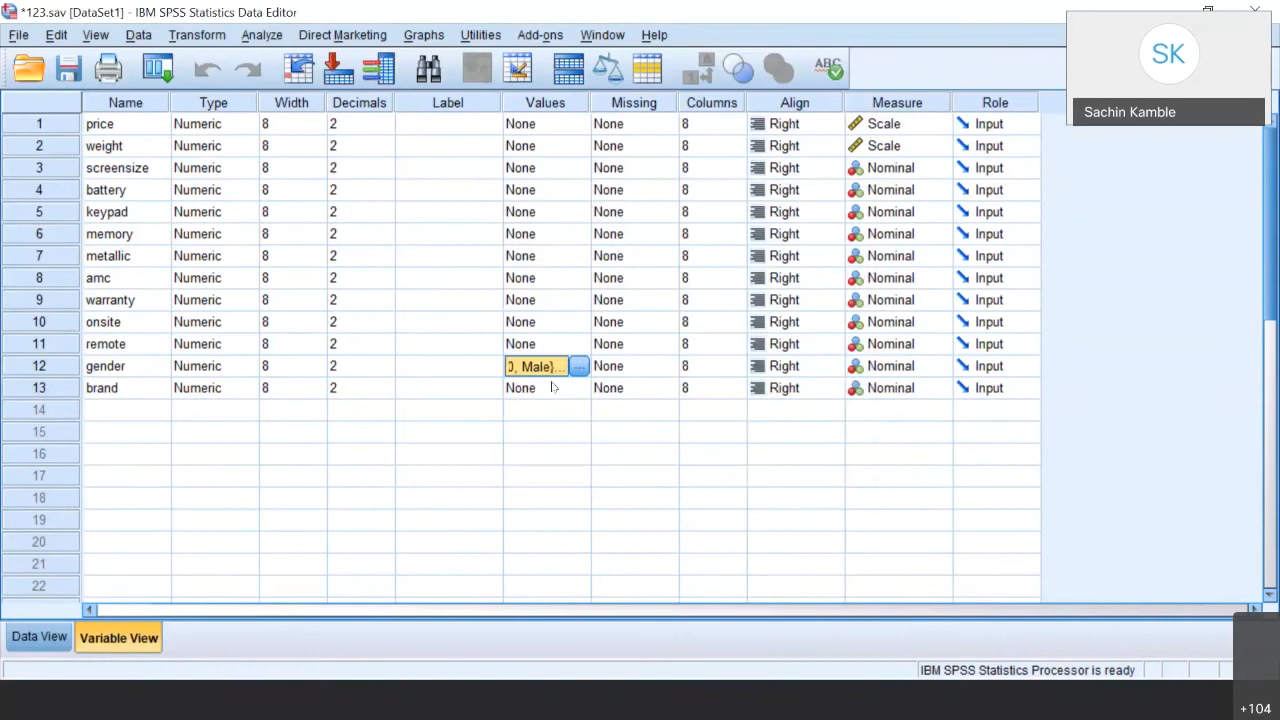 *123.sav [DataSet1] - IBM SPSS Statistics Data Editor
File Edit View Data Transform Analyze Direct Marketing Graphs Utilities Add-ons Window Help
SK
Sachin Kamble
Name Type Width Decimals Label Values Missing Columns Align Measure Role
1 price Numeric 8 2 None None 8 Right Scale Input
2 weight Numeric 8 2 None None 8 Right Scale Input
3 screensize Numeric 8 2 None None 8 Right Nominal Input
4 battery Numeric 8 2 None None 8 Right Nominal Input
5 keypad Numeric 8 2 None None 8 Right Nominal Input
6 memory Numeric 8 2 None None 8 Right Nominal Input
7 metallic Numeric 8 2 None None 8 Right Nominal Input
8 amc Numeric 8 2 None None 8 Right Nominal Input
9 warranty Numeric 8 2 None None 8 Right Nominal Input
10 onsite Numeric 8 2 None None 8 Right Nominal Input
11 remote Numeric 8 2 None None 8 Right Nominal Input
12 gender Numeric 8 2 0, Male}... ... None 8 Right Nominal Input
13 brand Numeric 8 2 None None 8 Right Nominal Input
14
15
16
17
18
19
20
21
22
Data View Variable View
IBM SPSS Statistics Processor is ready
+104